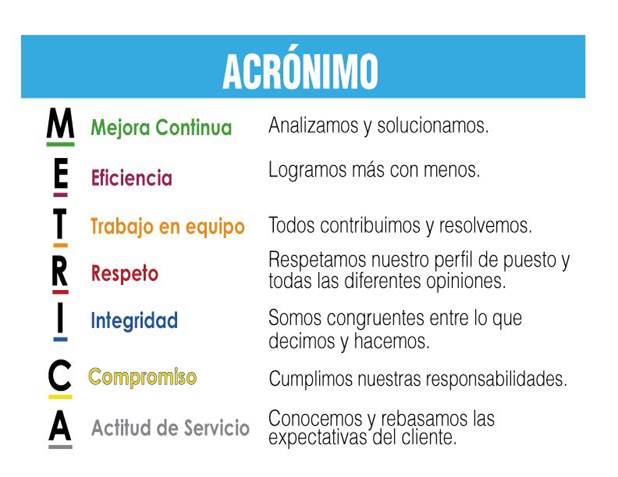 ACRÓNIMO
M Mejora Continua Analizamos y solucionamos.
E Eficiencia Logramos más con menos.
T Trabajo en equipo Todos contribuimos y resolvemos.
R Respeto Respetamos nuestro perfil de puesto y
todas las diferentes opiniones.
I Integridad Somos congruentes entre lo que
decimos y hacemos.
C Compromiso Cumplimos nuestras responsabilidades.
A Actitud de Servicio Conocemos y rebasamos las
expectativas del cliente.